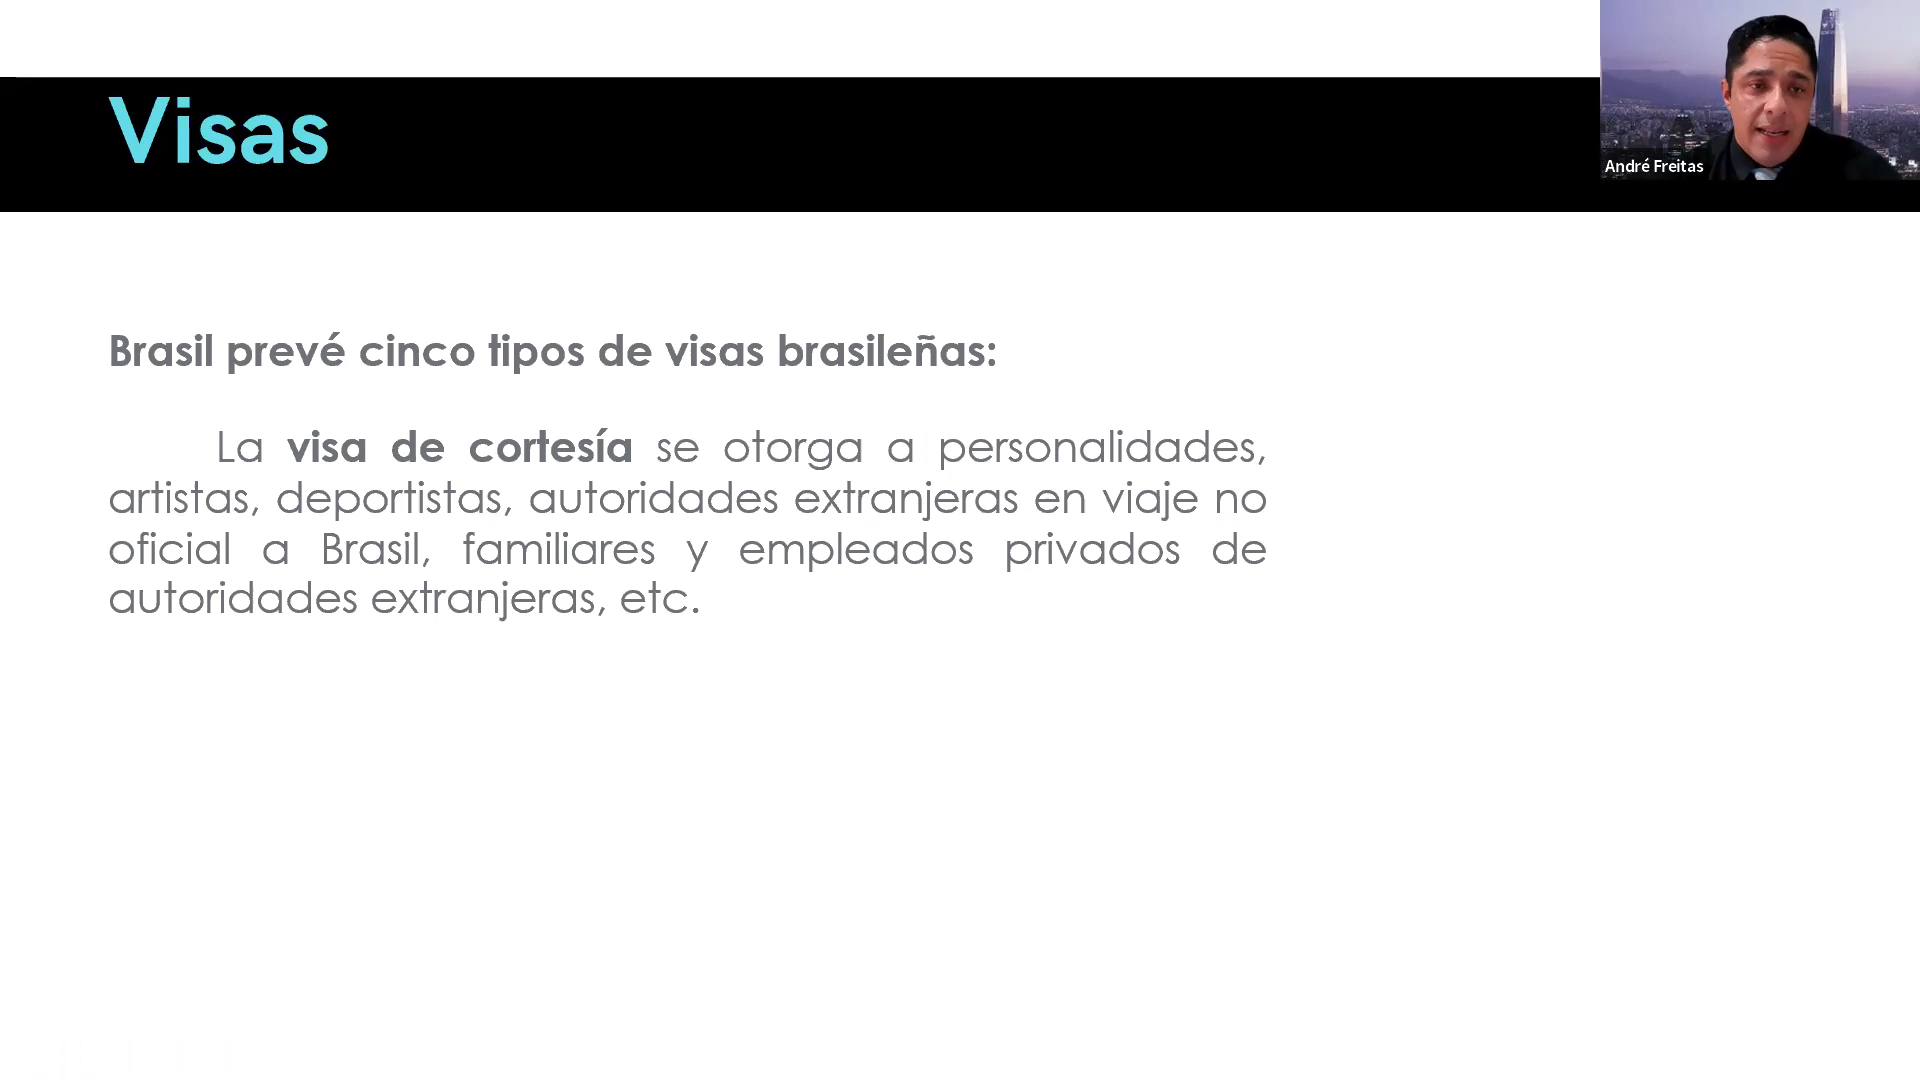 Visas
André Freitas
Brasil prevé cinco tipos de visas brasileñas:
La visa de cortesía se otorga a personalidades,
artistas, deportistas, autoridades extranjeras en viaje no
oficial a Brasil, familiares y empleados privados de
autoridades extranjeras, etc.